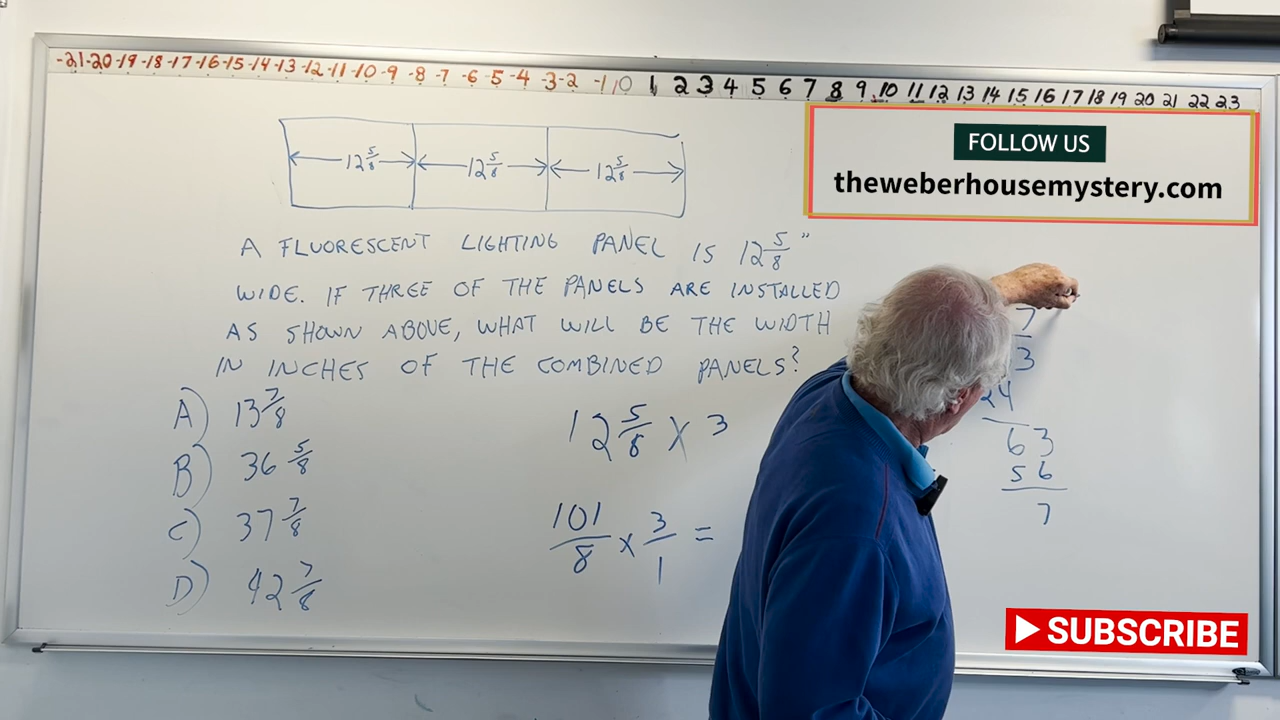 -21 -20 -19 -18 -17 -16 -15 -14 -13 -12 -11 -10 -9 -8 -7 -6 -5 -4 -3 -2 -1 0 1 2 3 4 5 6 7 8 9 10 11 12 13 14 15 16 17 18 19 20 21 22 23
FOLLOW US
theweberhousemystery.com
12 5/8 12 5/8 12 5/8
A FLUORESCENT LIGHTING PANEL IS 12 5/8 "
WIDE. IF THREE OF THE PANELS ARE INSTALLED
AS SHOWN ABOVE, WHAT WILL BE THE WIDTH
IN INCHES OF THE COMBINED PANELS?
A) 13 7/8
B) 36 5/8
C) 37 7/8
D) 42 7/8
12 5/8 X 3
101/8 x 3/1 =
7
3
24
63
56
7
SUBSCRIBE